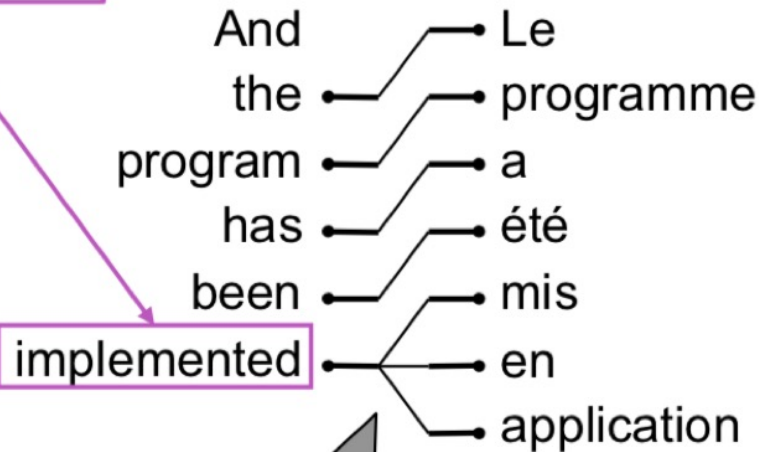 And Le
the programme
program a
has été
been mis
implemented en
application